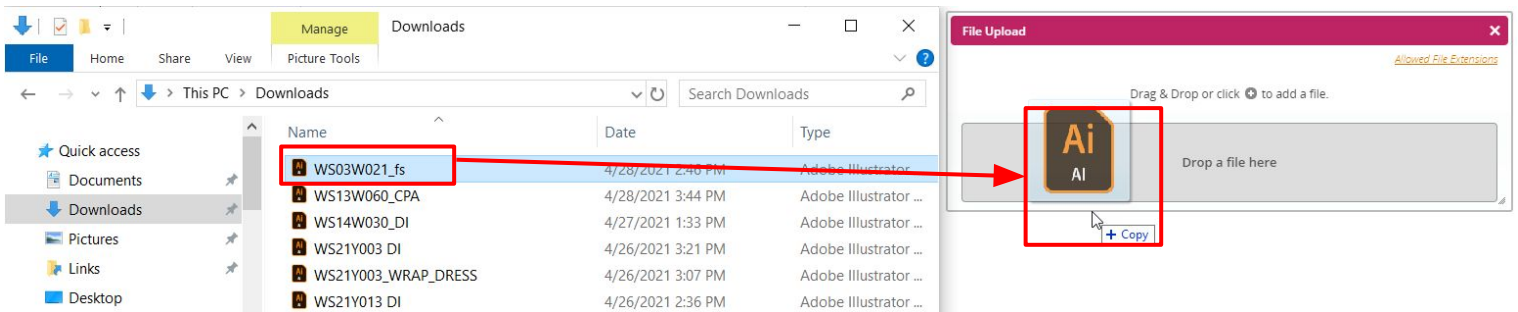 Manage
Downloads
File
Home
Share
View
Picture Tools
This PC > Downloads
Search Downloads
Name
Date
Type
Quick access
Documents
Downloads
Pictures
Links
Desktop
WS03W021_fs 4/28/2021 2:46 PM Adobe Illustrator ...
WS13W060_CPA 4/28/2021 3:44 PM Adobe Illustrator ...
WS14W030_DI 4/27/2021 1:33 PM Adobe Illustrator ...
WS21Y003 DI 4/26/2021 3:21 PM Adobe Illustrator ...
WS21Y003_WRAP_DRESS 4/26/2021 3:07 PM Adobe Illustrator ...
WS21Y013 DI 4/26/2021 2:36 PM Adobe Illustrator ...
File Upload
Allowed File Extensions
Drag & Drop or click + to add a file.
Ai
AI
Drop a file here
+ Copy